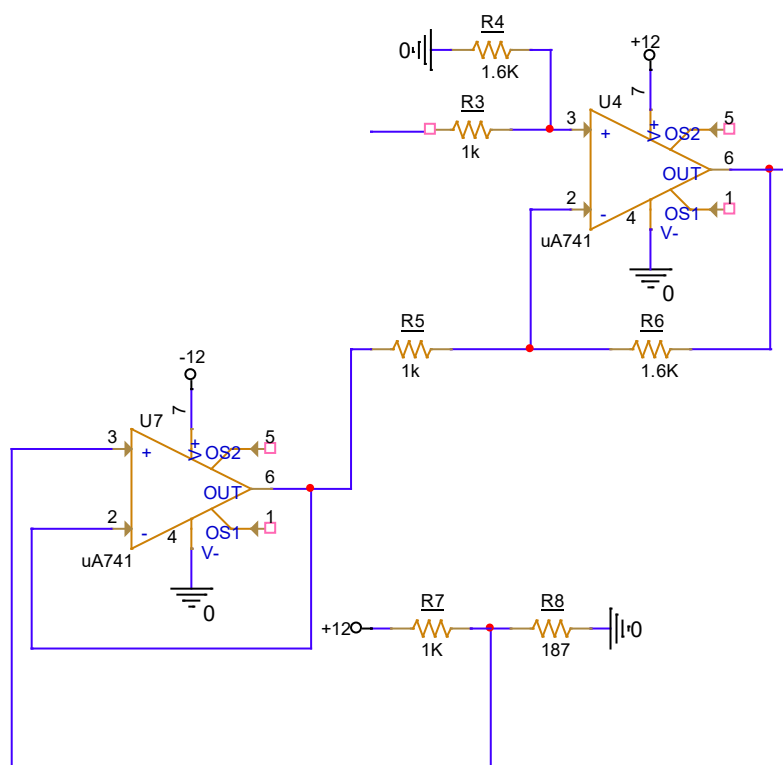 R4
0
1.6K
+12
R3
1k
7
U4
3
+
V+
OS2
5
OUT
6
2
-
uA741
4
OS1
1
V-
0
R5
1k
R6
1.6K
-12
7
U7
3
+
V+
OS2
5
OUT
6
2
-
uA741
4
OS1
1
V-
0
+12
R7
1K
R8
187
0